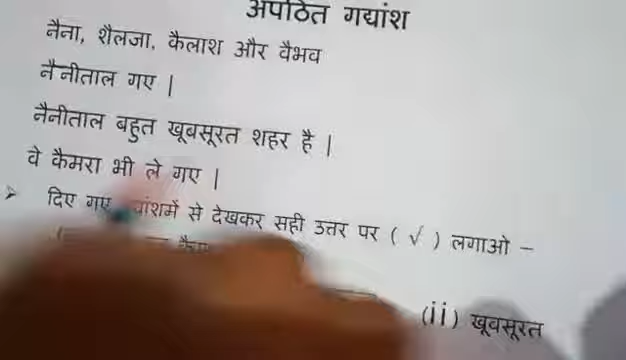 अपठित गद्यांश
नैना, शैलजा, कैलाश और वैभव
नैनीताल गए |
नैनीताल बहुत खूबसूरत शहर है |
वे कैमरा भी ले गए |
➤ दिए गए से देखकर सही उत्तर पर ( √ ) लगाओ –
(ii) खूबसूरत